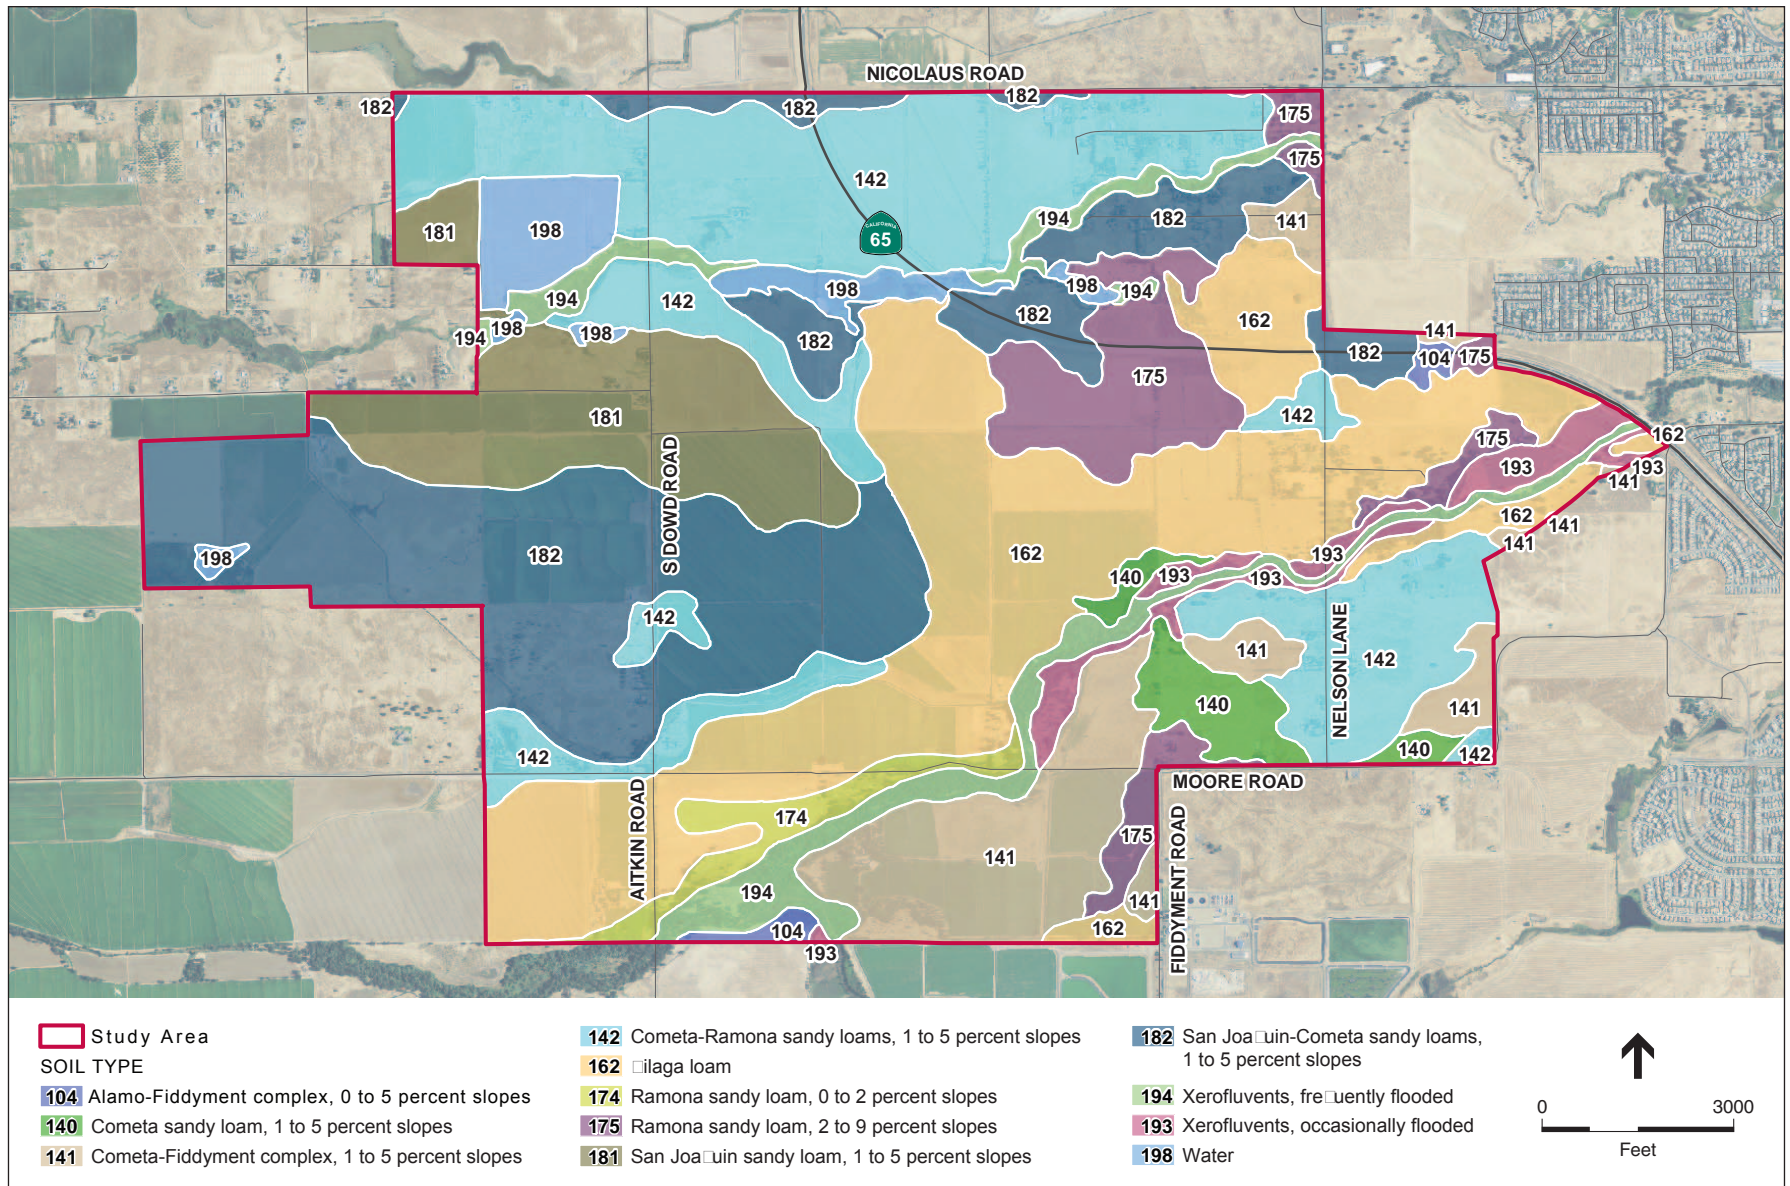 NICOLAUS ROAD
182
182
182
175
175
142
194
182
141
181
198
CALIFORNIA
65
194
142
198
198
194
182
162
194
198
198
182
182
141
104
175
175
142
181
175
162
193
193
141
S DOWD ROAD
162
141
141
198
182
162
193
140
193
193
142
141
142
NELSON LANE
140
141
142
140
142
MOORE ROAD
AITKIN ROAD
174
175
FIDDYMENT ROAD
141
194
141
162
104
193
Study Area
SOIL TYPE
104 Alamo-Fiddyment complex, 0 to 5 percent slopes
140 Cometa sandy loam, 1 to 5 percent slopes
141 Cometa-Fiddyment complex, 1 to 5 percent slopes
142 Cometa-Ramona sandy loams, 1 to 5 percent slopes
162 □ilaga loam
174 Ramona sandy loam, 0 to 2 percent slopes
175 Ramona sandy loam, 2 to 9 percent slopes
181 San Joa□uin sandy loam, 1 to 5 percent slopes
182 San Joa□uin-Cometa sandy loams,
1 to 5 percent slopes
194 Xerofluvents, fre□uently flooded
193 Xerofluvents, occasionally flooded
198 Water
0 3000
Feet